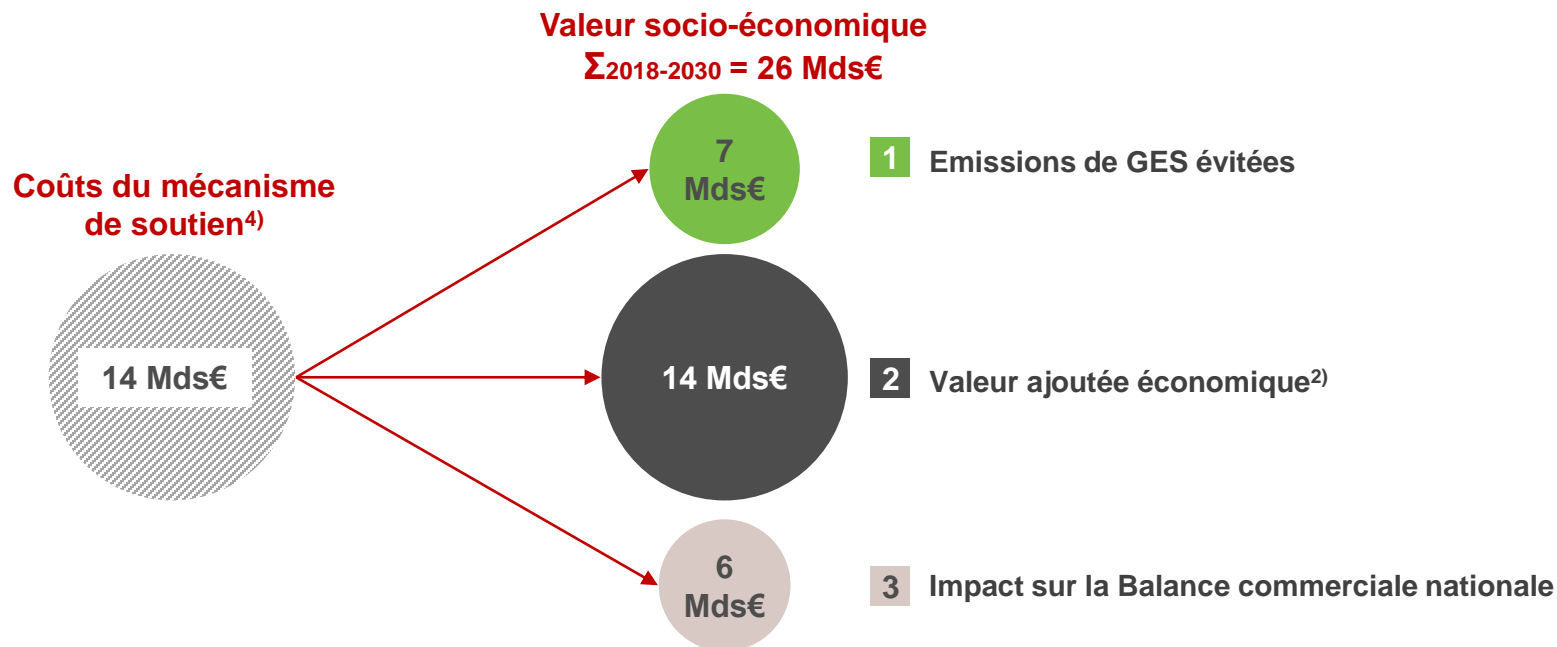 Valeur socio-économique
Σ2018-2030 = 26 Mds€
7
Mds€
1 Emissions de GES évitées
Coûts du mécanisme
de soutien4)
14 Mds€
14 Mds€
2 Valeur ajoutée économique2)
6
Mds€
3 Impact sur la Balance commerciale nationale